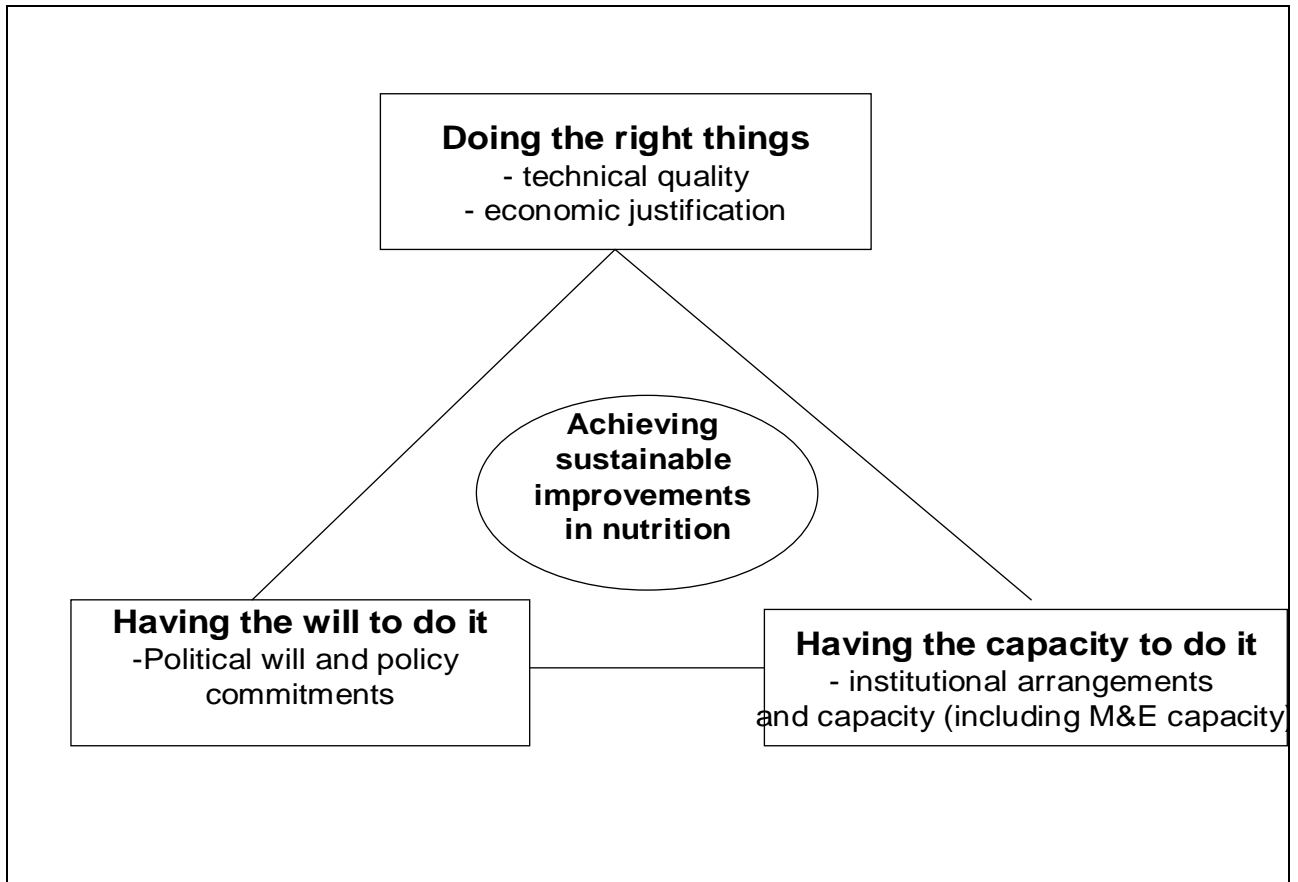 Doing the right things
- technical quality
- economic justification
Achieving
sustainable
improvements
in nutrition
Having the will to do it
-Political will and policy
commitments
Having the capacity to do it
- institutional arrangements
and capacity (including M&E capacity)